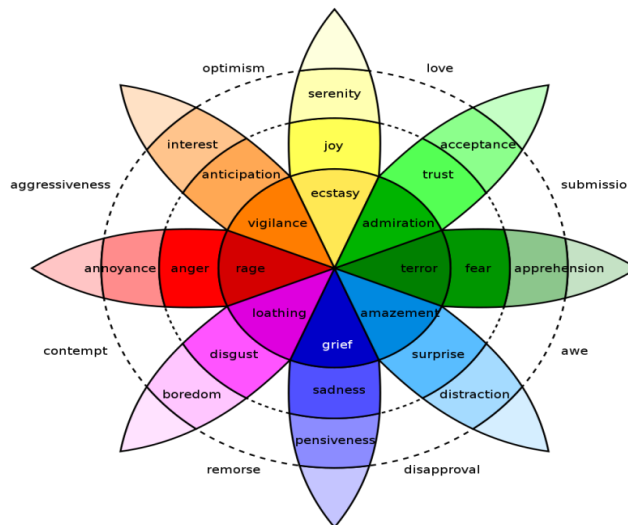 optimism
love
serenity
interest
acceptance
joy
anticipation
trust
aggressiveness
submissio
ecstasy
vigilance
admiration
annoyance
anger
rage
terror
fear
apprehension
loathing
amazement
grief
contempt
disgust
surprise
awe
boredom
sadness
distraction
pensiveness
remorse
disapproval